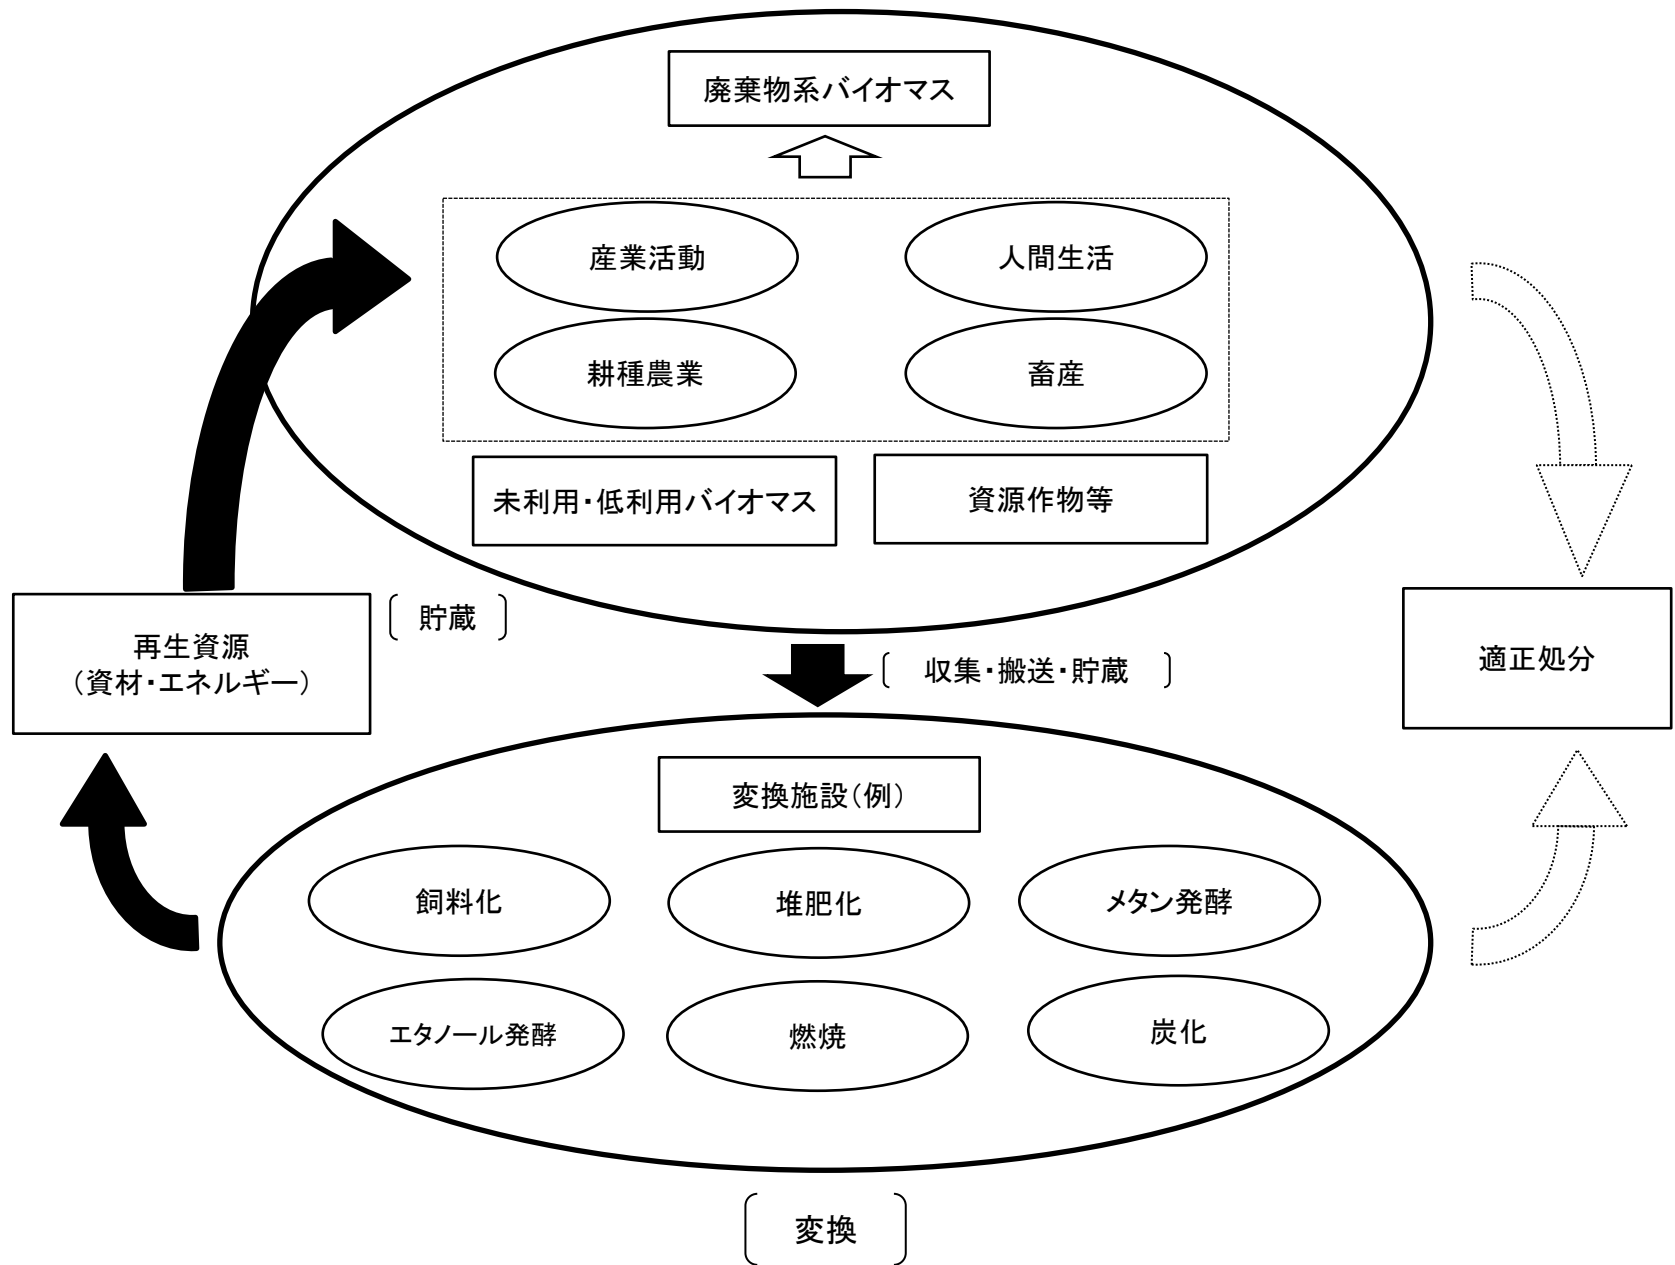 廃棄物系バイオマス
産業活動
人間生活
耕種農業
畜産
未利用・低利用バイオマス
資源作物等
再生資源
（資材・エネルギー）
貯蔵
収集・搬送・貯蔵
適正処分
変換施設（例）
飼料化
堆肥化
メタン発酵
エタノール発酵
燃焼
炭化
変換